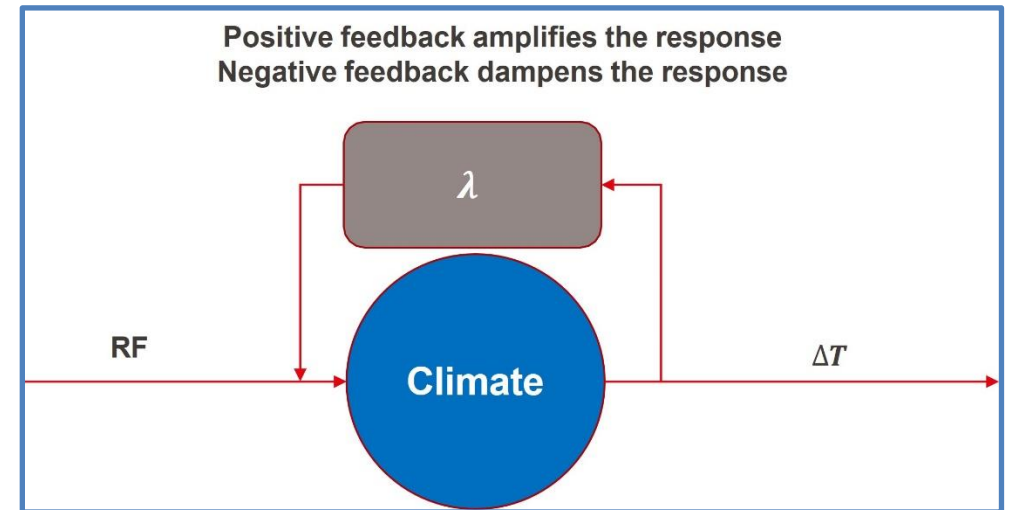 Positive feedback amplifies the response
Negative feedback dampens the response
λ
RF
Climate
ΔT